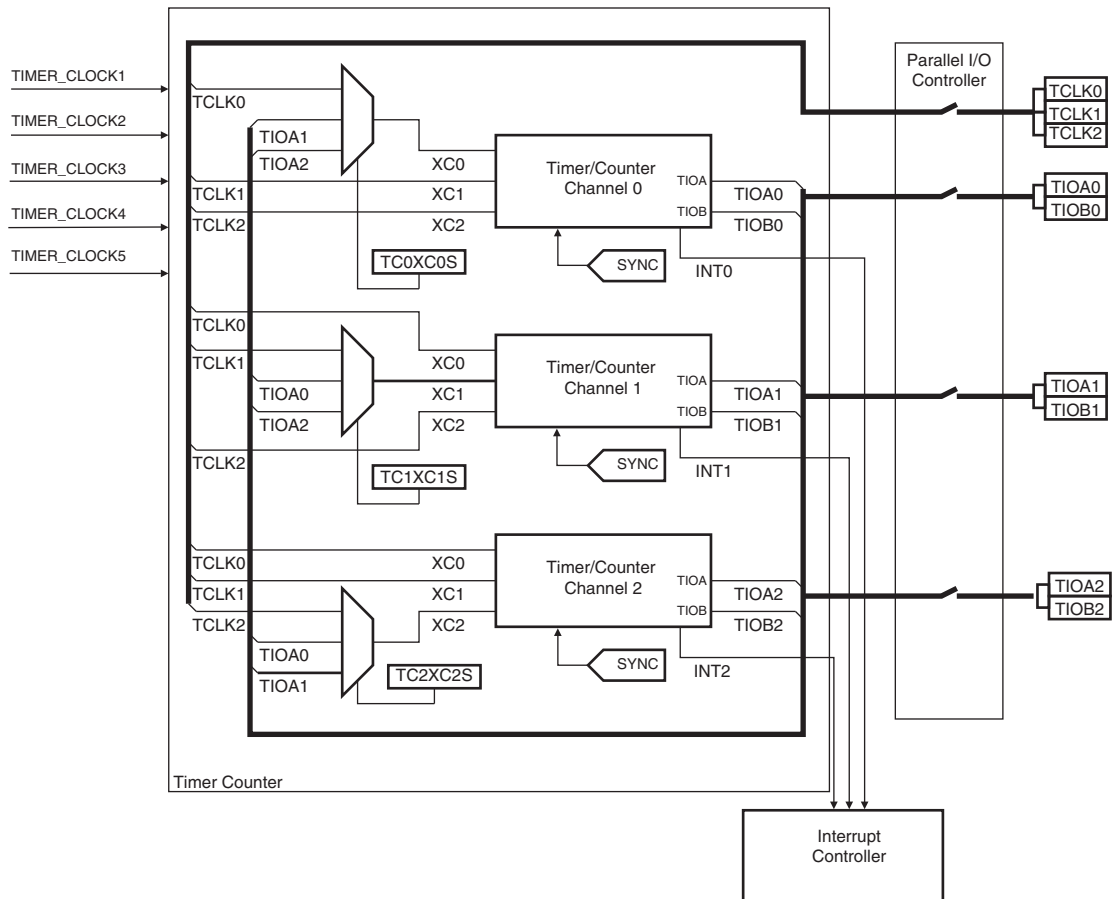 TIMER_CLOCK1
TIMER_CLOCK2
TIMER_CLOCK3
TIMER_CLOCK4
TIMER_CLOCK5
TCLK0
TIOA1
TIOA2
TCLK1
TCLK2
XC0
XC1
XC2
TC0XC0S
Timer/Counter
Channel 0
TIOA
TIOB
TIOA0
TIOB0
SYNC
INT0
TCLK0
TCLK1
TIOA0
TIOA2
TCLK2
XC0
XC1
XC2
TC1XC1S
Timer/Counter
Channel 1
TIOA
TIOB
TIOA1
TIOB1
SYNC
INT1
TCLK0
TCLK1
TCLK2
TIOA0
TIOA1
XC0
XC1
XC2
TC2XC2S
Timer/Counter
Channel 2
TIOA
TIOB
TIOA2
TIOB2
SYNC
INT2
Timer Counter
Parallel I/O
Controller
TCLK0
TCLK1
TCLK2
TIOA0
TIOB0
TIOA1
TIOB1
TIOA2
TIOB2
Interrupt
Controller